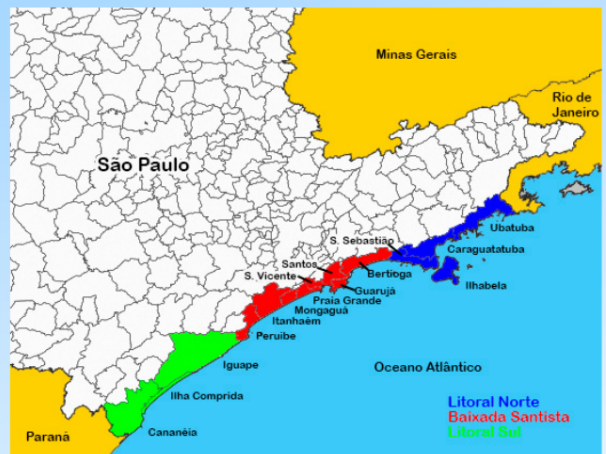 Minas Gerais
Rio de
Janeiro
São Paulo
Ubatuba
S. Sebastião
Caraguatatuba
Santos
Bertioga
S. Vicente
Ilhabela
Guarujá
Praia Grande
Mongaguá
Itanhaém
Peruíbe
Iguape
Oceano Atlântico
Ilha Comprida
Litoral Norte
Baixada Santista
Litoral Sul
Cananéia
Paraná